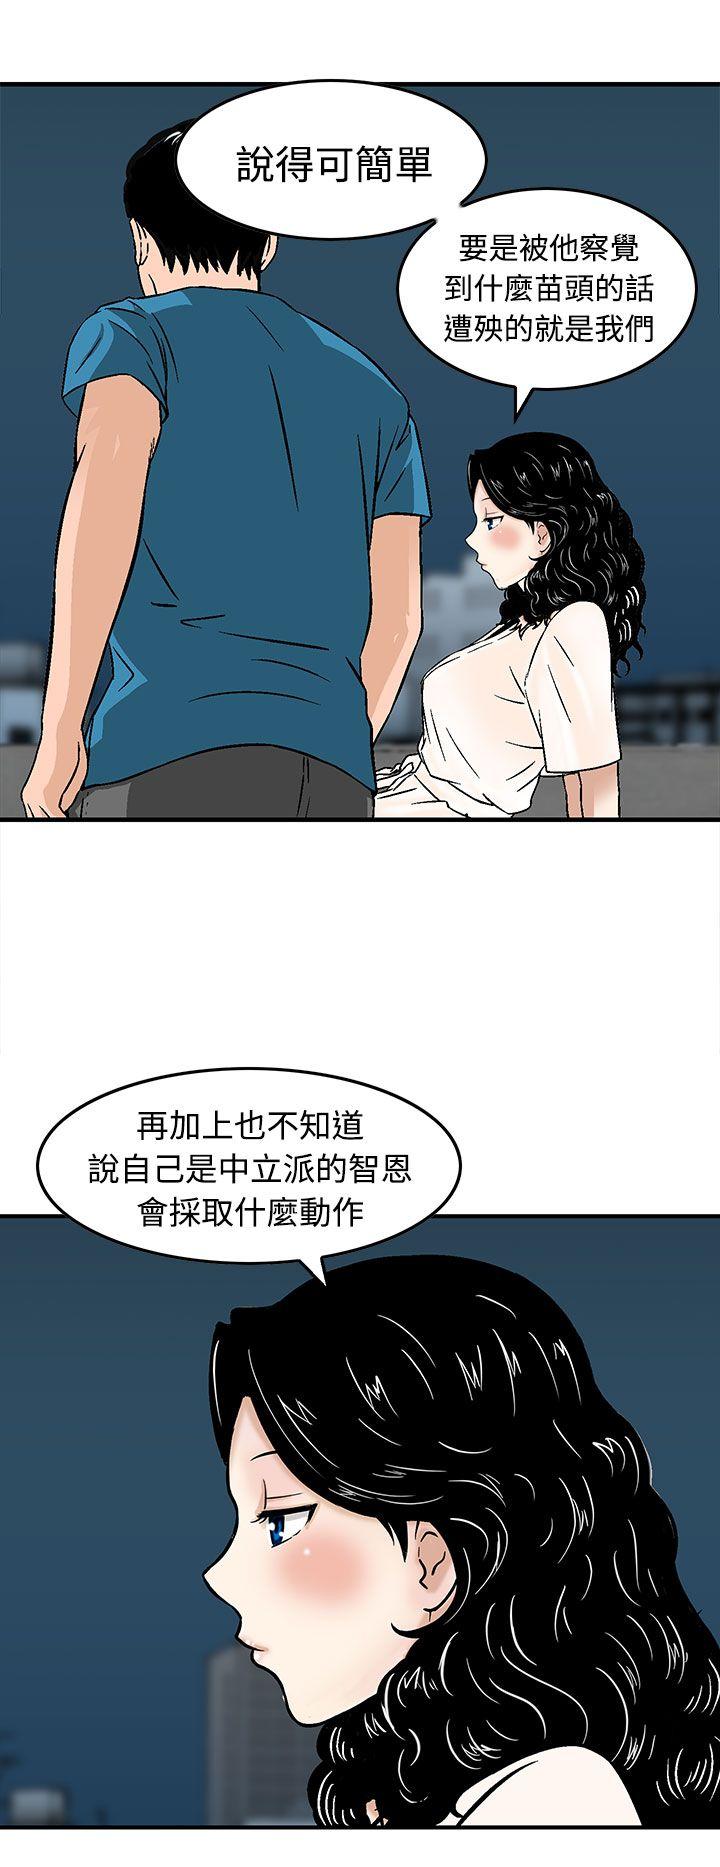 說得可簡單
要是被他察覺
到什麼苗頭的話
遭殃的就是我們
再加上也不知道
說自己是中立派的智恩
會採取什麼動作